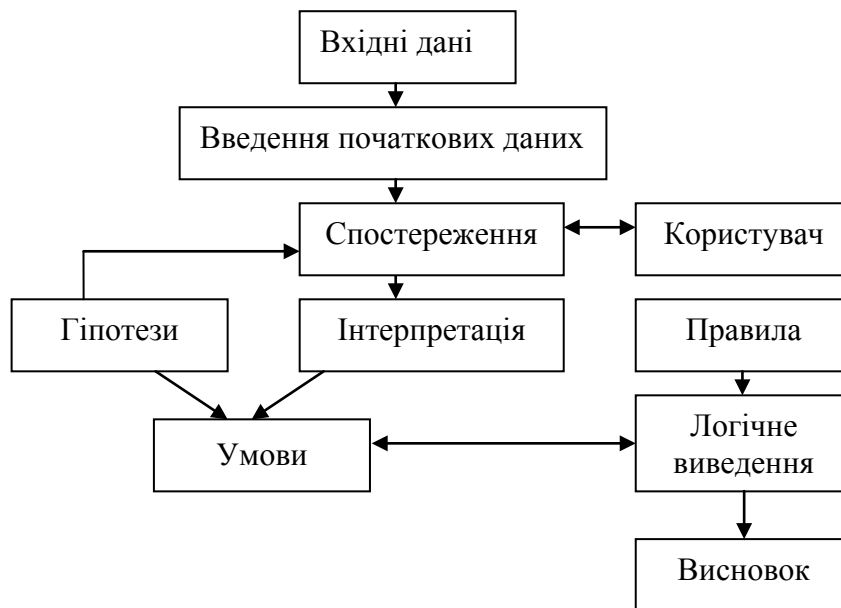 Вхідні дані
Введення початкових даних
Спостереження
Користувач
Гіпотези
Інтерпретація
Правила
Умови
Логічне
виведення
Висновок